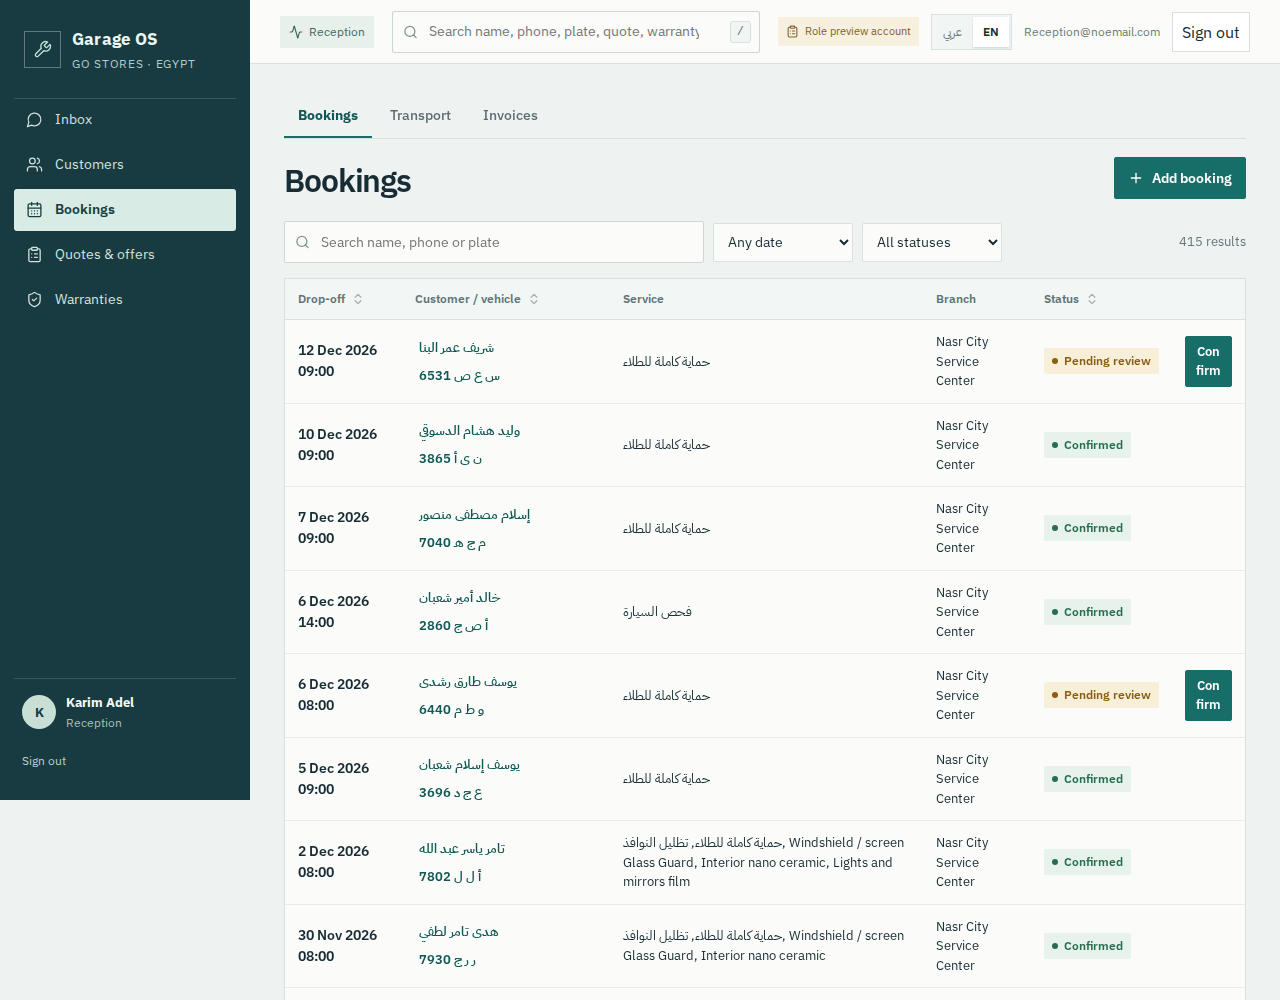 Garage OS
GO STORES · EGYPT
Inbox
Customers
Bookings
Quotes & offers
Warranties
Karim Adel
K
Reception
Sign out
Reception
Search name, phone, plate, quote, warranty
/
Role preview account
عربي
EN
Reception@noemail.com
Sign out
Bookings
Transport
Invoices
Bookings
+ Add booking
Search name, phone or plate
Any date
All statuses
415 results
Drop-off
Customer / vehicle
Service
Branch
Status
12 Dec 2026
09:00
شريف عمر البنا
س ع ص 6531
حماية كاملة للطلاء
Nasr City
Service
Center
Pending review
Con
firm
10 Dec 2026
09:00
وليد هشام الدسوقي
ن ى أ 3865
حماية كاملة للطلاء
Nasr City
Service
Center
Confirmed
7 Dec 2026
09:00
إسلام مصطفى منصور
م ج ه 7040
حماية كاملة للطلاء
Nasr City
Service
Center
Confirmed
6 Dec 2026
14:00
خالد أمير شعبان
أ ص ج 2860
فحص السيارة
Nasr City
Service
Center
Confirmed
6 Dec 2026
08:00
يوسف طارق رشدى
و ط م 6440
حماية كاملة للطلاء
Nasr City
Service
Center
Pending review
Con
firm
5 Dec 2026
09:00
يوسف إسلام شعبان
ع ج د 3696
حماية كاملة للطلاء
Nasr City
Service
Center
Confirmed
2 Dec 2026
08:00
تامر ياسر عبد الله
أ ل ل 7802
حماية كاملة للطلاء, تظليل النوافذ, Windshield / screen
Glass Guard, Interior nano ceramic, Lights and
mirrors film
Nasr City
Service
Center
Confirmed
30 Nov 2026
08:00
هدى تامر لطفي
ر ر ج 7930
حماية كاملة للطلاء, تظليل النوافذ, Windshield / screen
Glass Guard, Interior nano ceramic
Nasr City
Service
Center
Confirmed